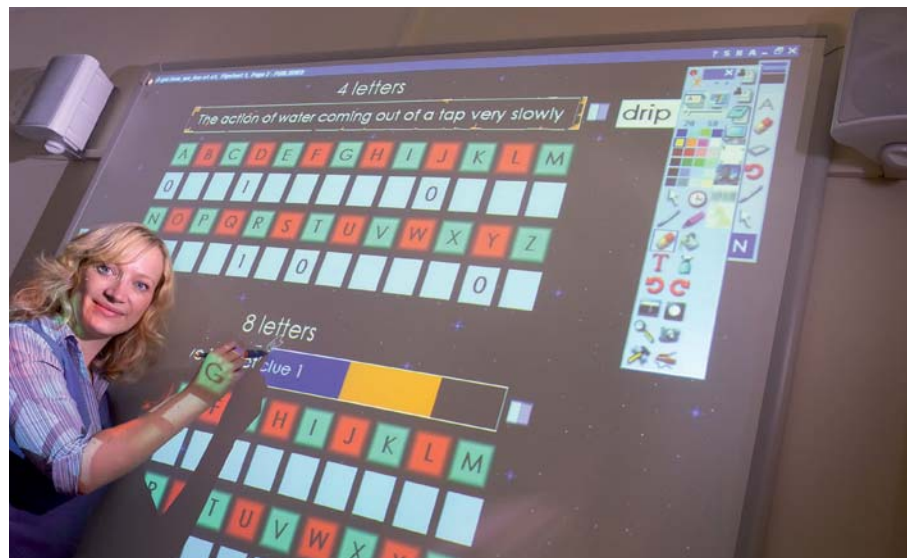 ? S B A
4 letters
The action of water coming out of a tap very slowly
drip
A B C D E F G H I J K L M
0 1 0
N O P Q R S T U V W X Y Z
1 0 0
8 letters
clue 1
G
F H I J K L M
T U V W X
A
T
N